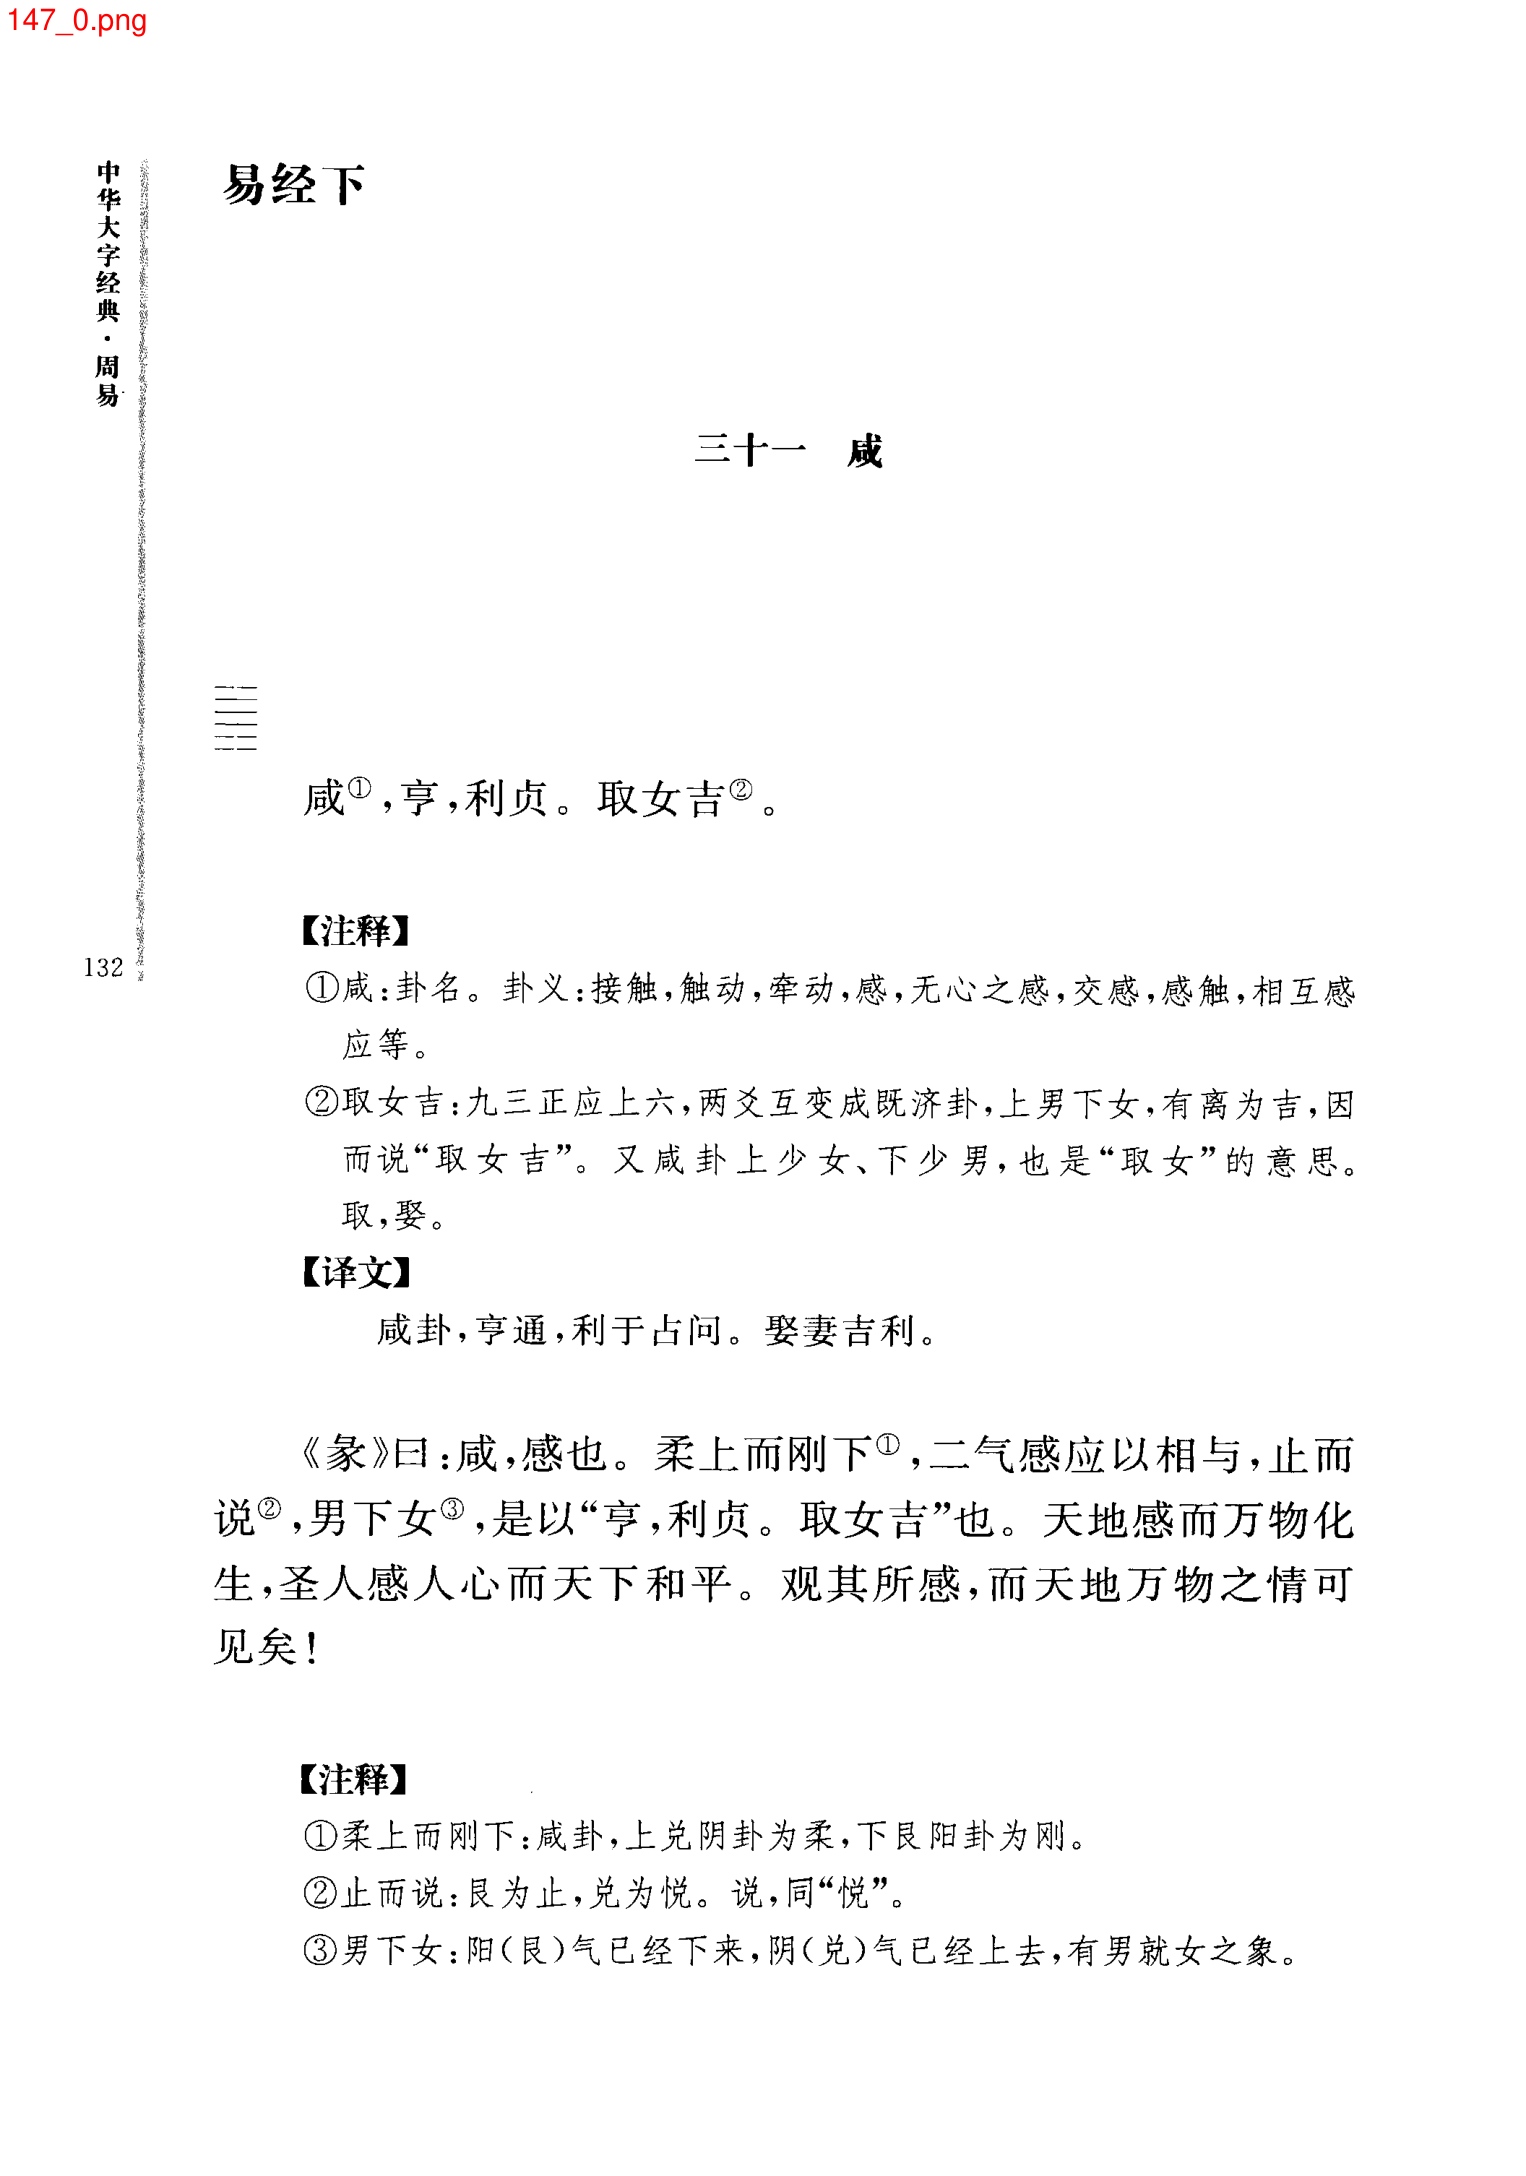 147_0.png
中华大字经典·周易
132
易经下
三十一 咸
咸①,亨,利贞。取女吉②。
【注释】
①咸:卦名。卦义:接触,触动,牵动,感,无心之感,交感,感触,相互感
应等。
②取女吉:九三正应上六,两爻互变成既济卦,上男下女,有离为吉,因
而说“取女吉”。又咸卦上少女、下少男,也是“取女”的意思。
取,娶。
【译文】
咸卦,亨通,利于占问。娶妻吉利。
《彖》曰:咸,感也。柔上而刚下①,二气感应以相与,止而
说②,男下女③,是以“亨,利贞。取女吉”也。天地感而万物化
生,圣人感人心而天下和平。观其所感,而天地万物之情可
见矣!
【注释】
①柔上而刚下:咸卦,上兑阴卦为柔,下艮阳卦为刚。
②止而说:艮为止,兑为悦。说,同“悦”。
③男下女:阳(艮)气已经下来,阴(兑)气已经上去,有男就女之象。